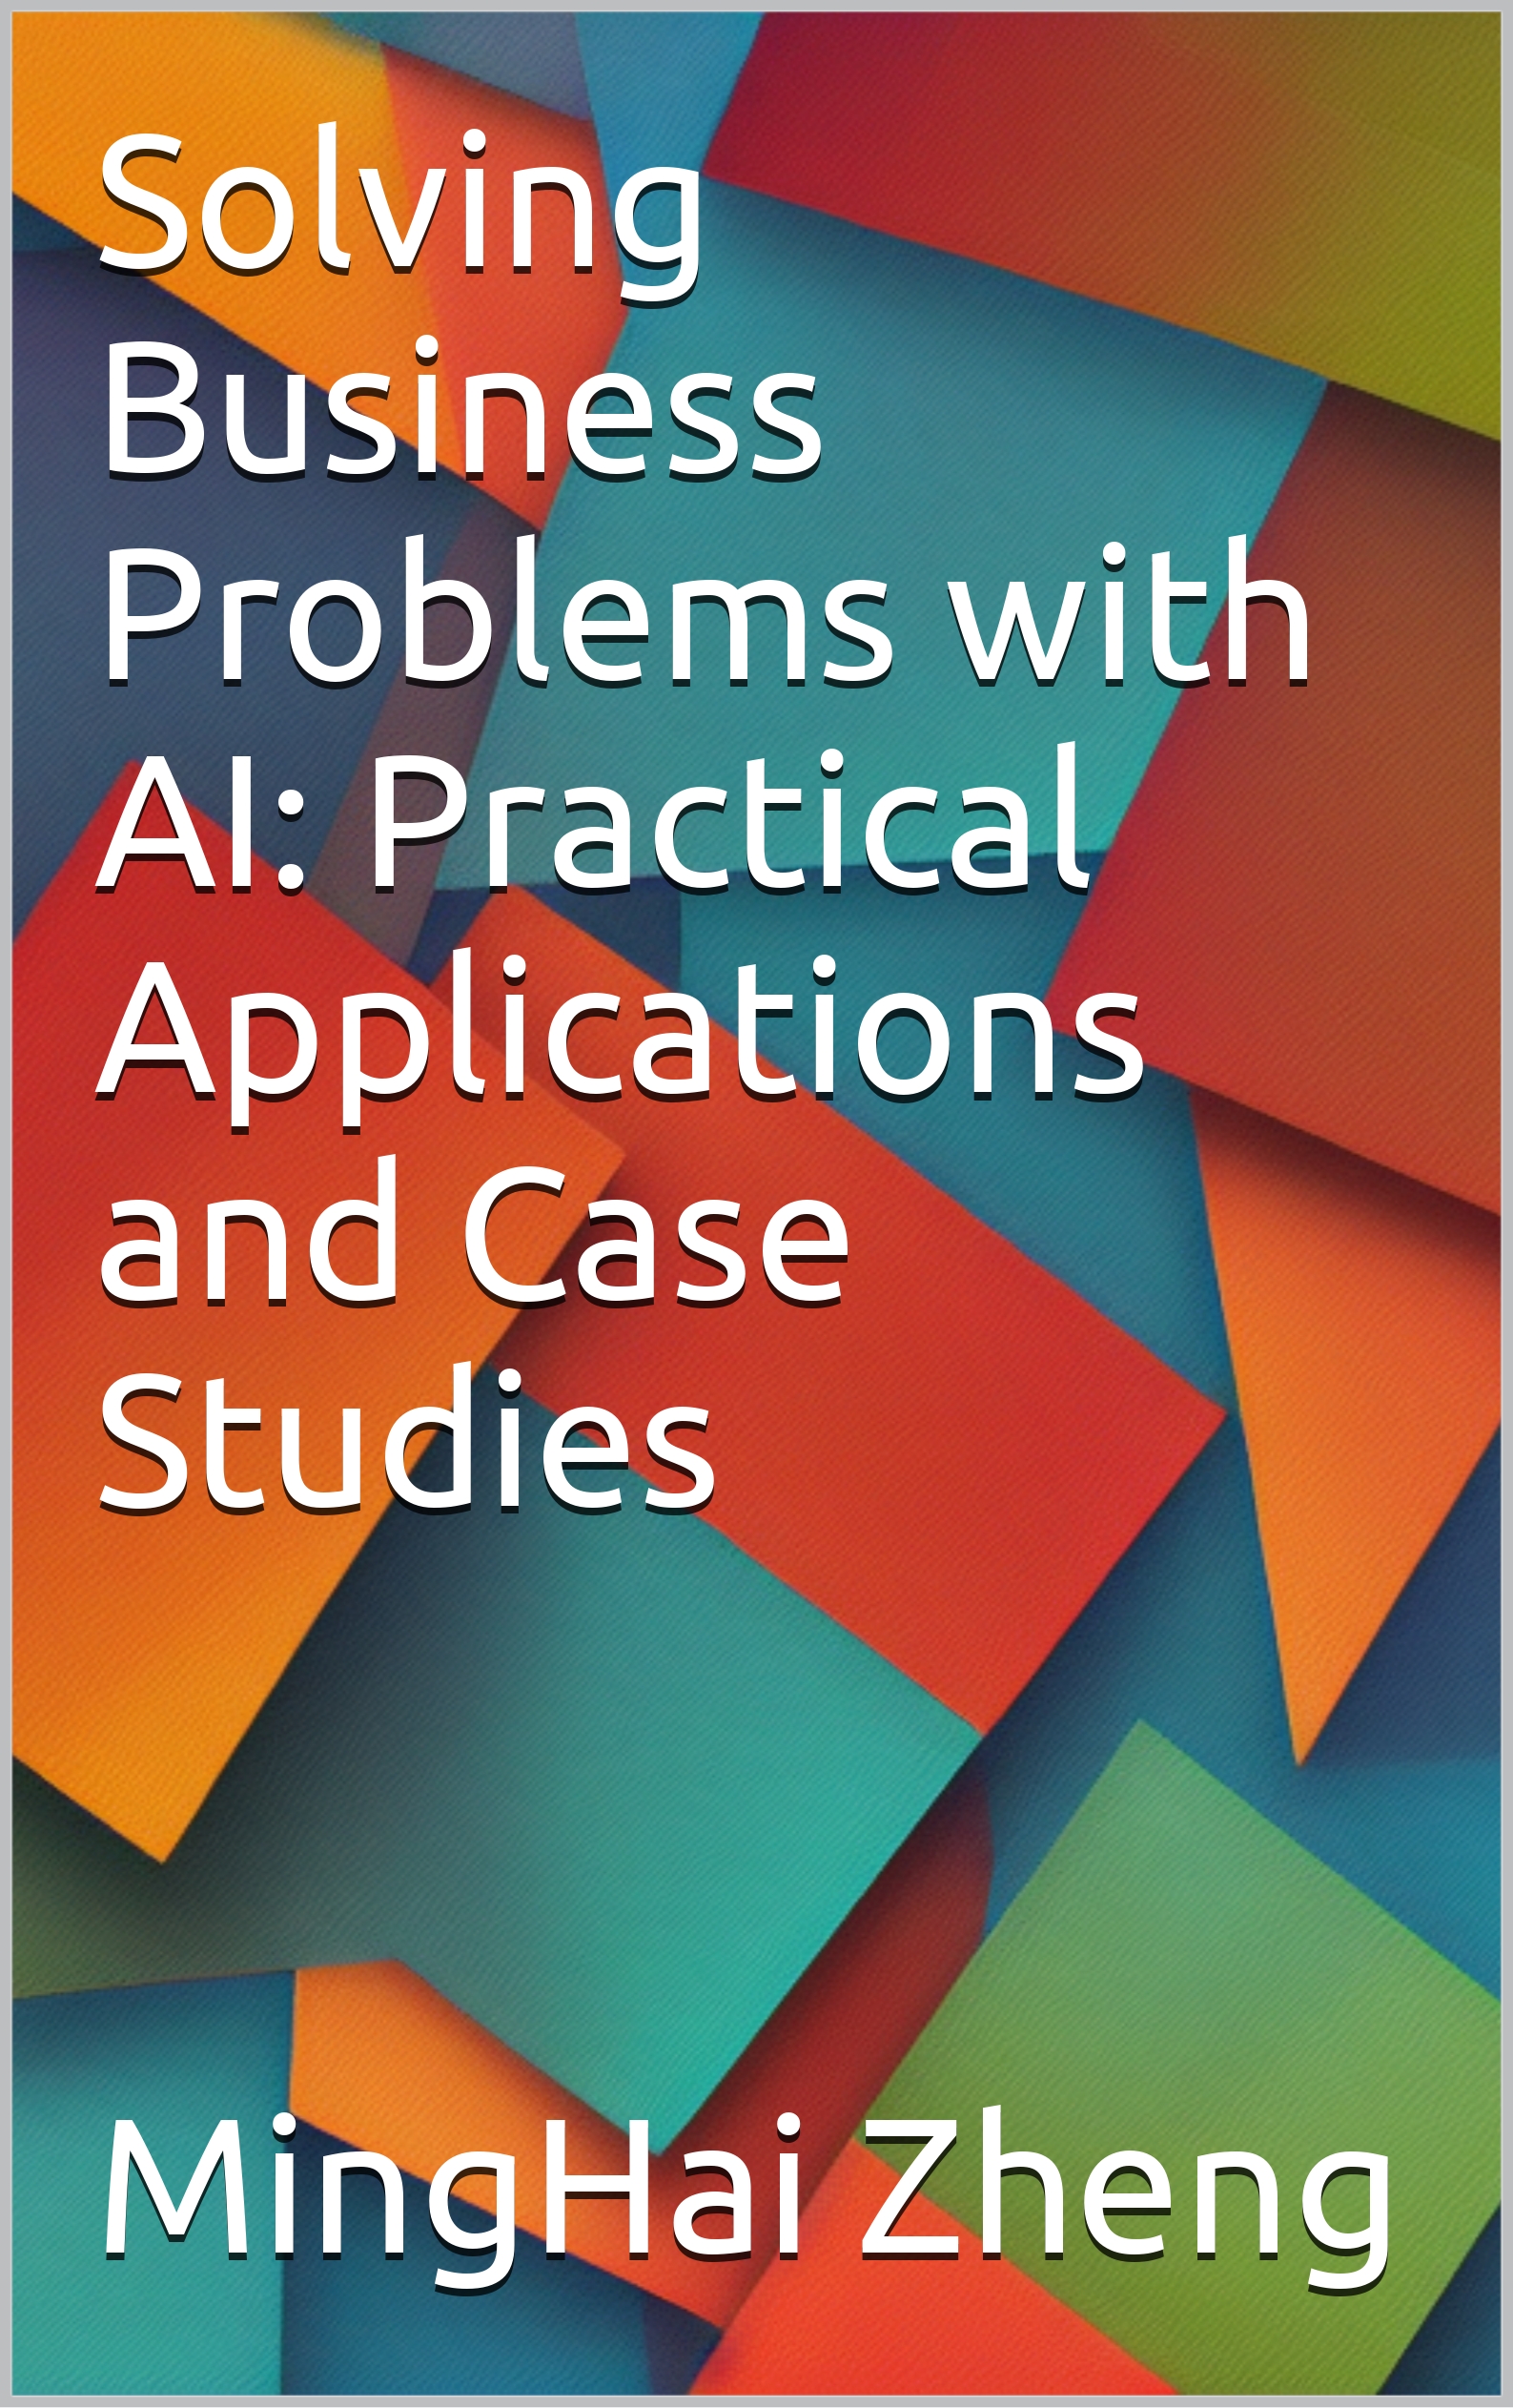 Solving
Business
Problems with
AI: Practical
Applications
and Case
Studies
MingHai Zheng